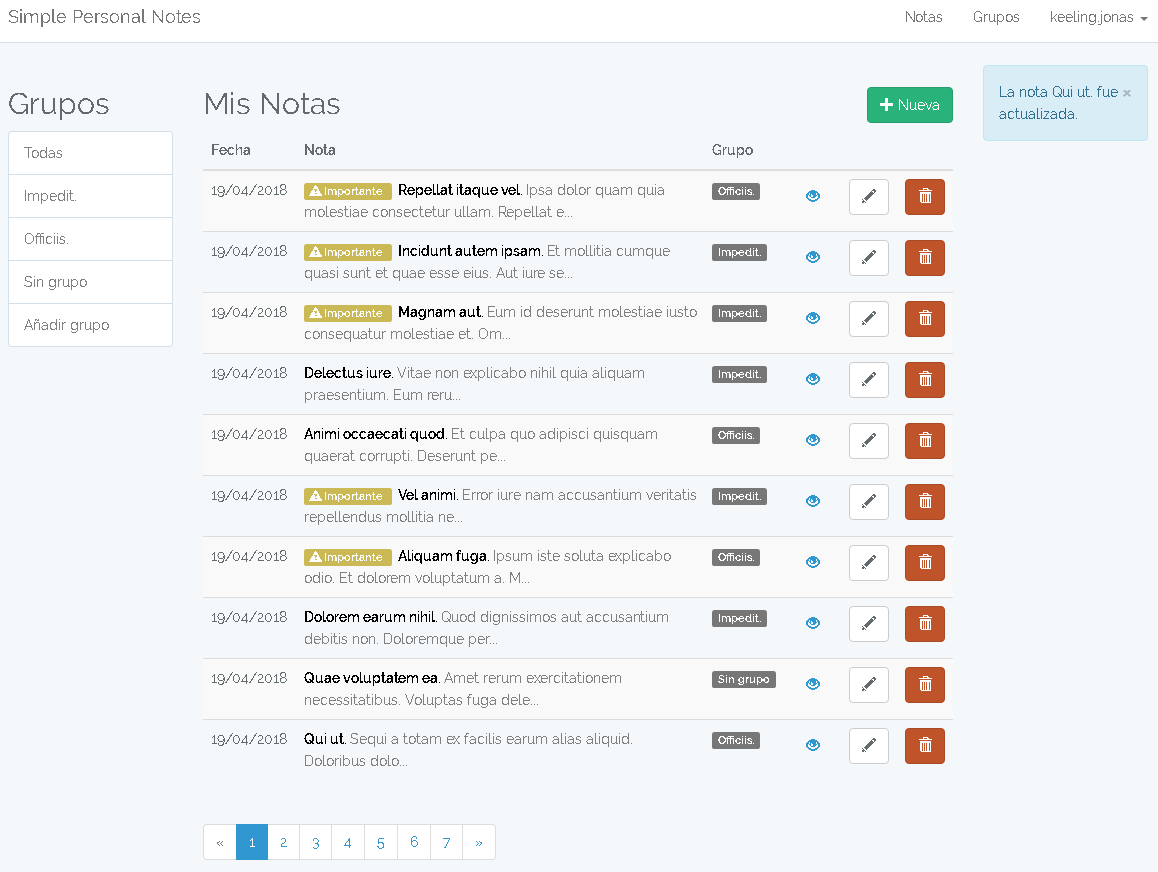 Simple Personal Notes
Notas
Grupos
keeling.jonas
Grupos
Todas
Impedit.
Officiis.
Sin grupo
Añadir grupo
Mis Notas
Nueva
La nota Qui ut. fue ×
actualizada.
Fecha Nota Grupo
19/04/2018 Importante Repellat itaque vel. Ipsa dolor quam quia Officiis.
molestiae consectetur ullam. Repellat e...
19/04/2018 Importante Incidunt autem ipsam. Et mollitia cumque Impedit.
quasi sunt et quae esse eius. Aut iure se...
19/04/2018 Importante Magnam aut. Eum id deserunt molestiae iusto Impedit.
consequatur molestiae et. Om...
19/04/2018 Delectus iure. Vitae non explicabo nihil quia aliquam Impedit.
praesentium. Eum reru...
19/04/2018 Animi occaecati quod. Et culpa quo adipisci quisquam Officiis.
quaerat corrupti. Deserunt pe...
19/04/2018 Importante Vel animi. Error iure nam accusantium veritatis Impedit.
repellendus mollitia ne...
19/04/2018 Importante Aliquam fuga. Ipsum iste soluta explicabo Officiis.
odio. Et dolorem voluptatum a. M...
19/04/2018 Dolorem earum nihil. Quod dignissimos aut accusantium Impedit.
debitis non. Doloremque per...
19/04/2018 Quae voluptatem ea. Amet rerum exercitationem Sin grupo
necessitatibus. Voluptas fuga dele...
19/04/2018 Qui ut. Sequi a totam ex facilis earum alias aliquid. Officiis.
Doloribus dolo...
« 1 2 3 4 5 6 7 »